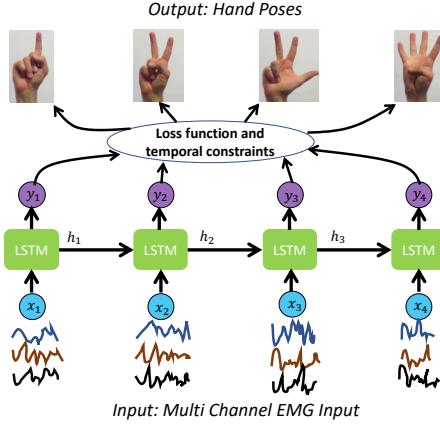 Output: Hand Poses
Loss function and
temporal constraints
y₁ y₂ y₃ y₄
h₁ h₂ h₃
LSTM LSTM LSTM LSTM
x₁ x₂ x₃ x₄
Input: Multi Channel EMG Input